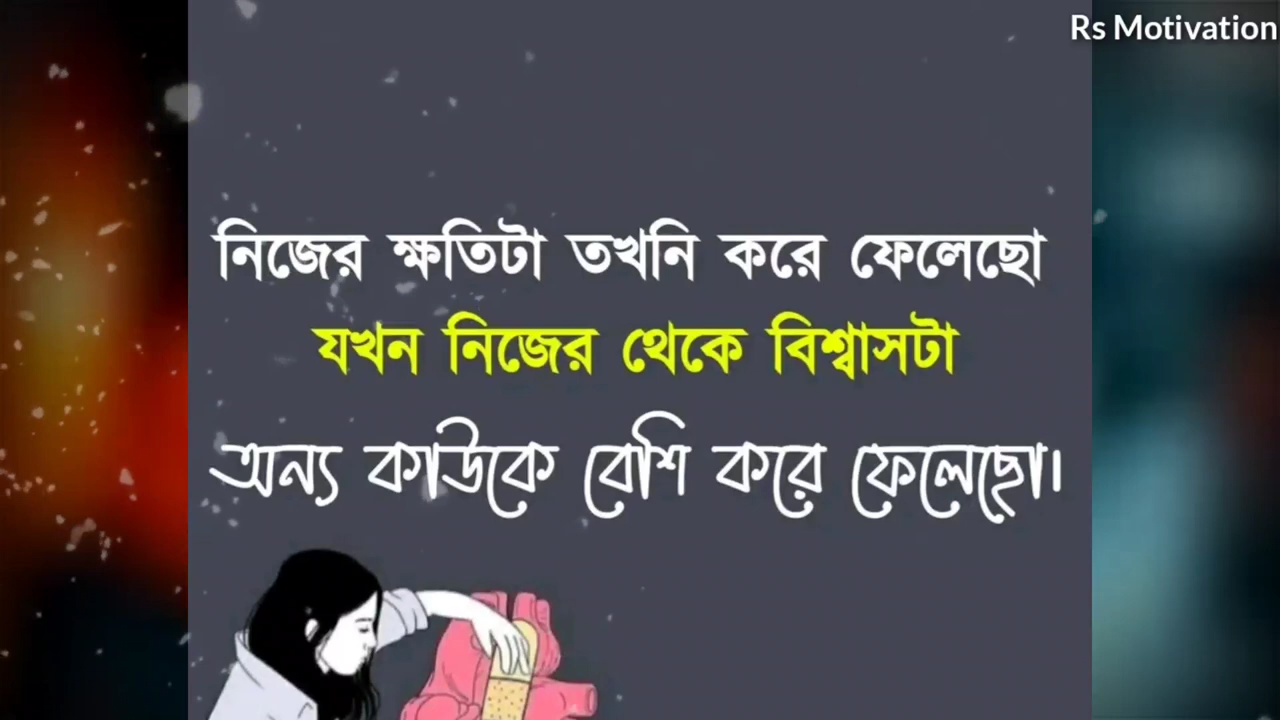 Rs Motivation
নিজের ক্ষতিটা তখনি করে ফেলেছো
যখন নিজের থেকে বিশ্বাসটা
অন্য কাউকে বেশি করে ফেলেছো।